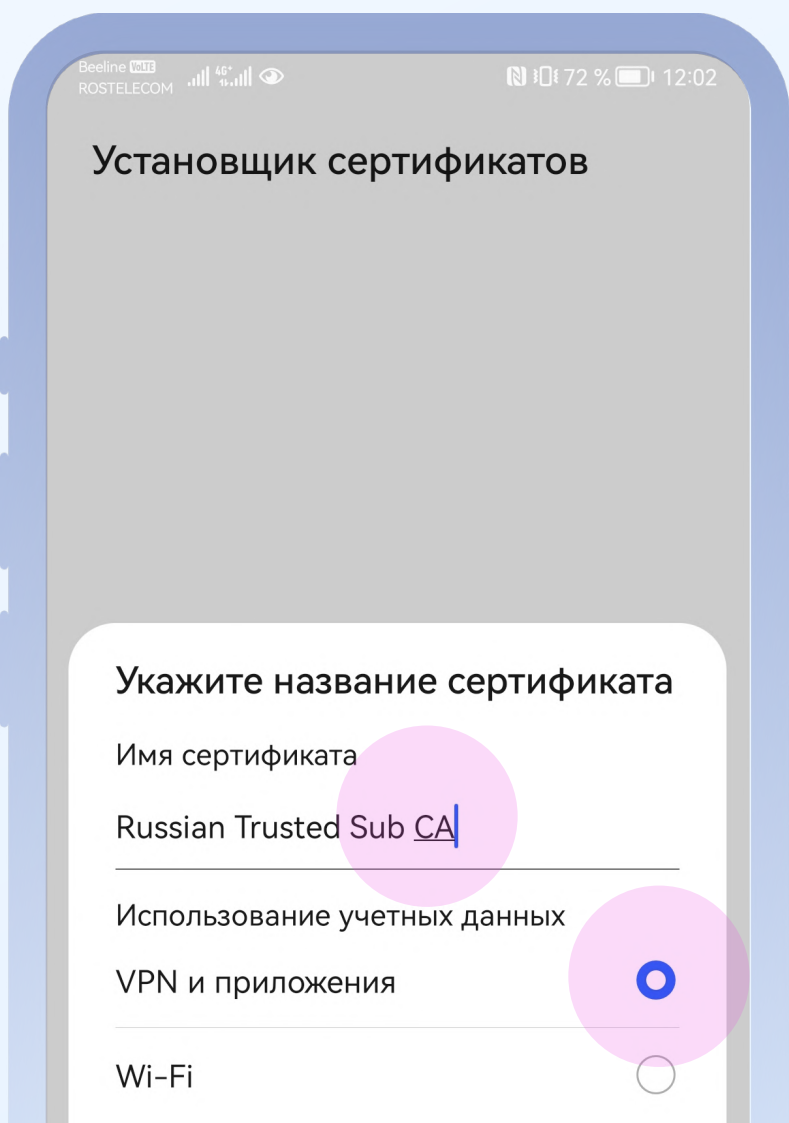 Beeline VoLTE
ROSTELECOM
4G+
72 %
12:02
Установщик сертификатов
Укажите название сертификата
Имя сертификата
Russian Trusted Sub CA
Использование учетных данных
VPN и приложения
Wi-Fi